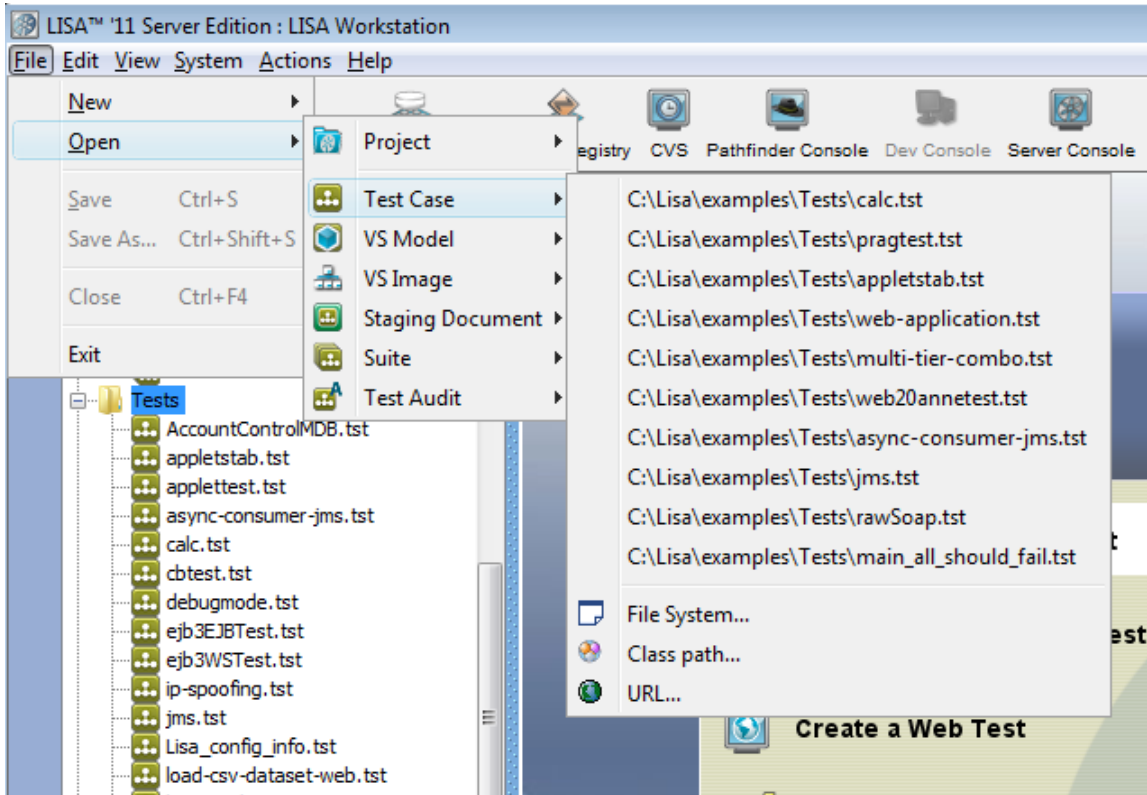 LISA™ '11 Server Edition : LISA Workstation
File Edit View System Actions Help
New
Open
Save Ctrl+S
Save As... Ctrl+Shift+S
Close Ctrl+F4
Exit
egistry CVS Pathfinder Console Dev Console Server Console
Project
Test Case
VS Model
VS Image
Staging Document
Suite
Test Audit
C:\Lisa\examples\Tests\calc.tst
C:\Lisa\examples\Tests\pragtest.tst
C:\Lisa\examples\Tests\appletstab.tst
C:\Lisa\examples\Tests\web-application.tst
C:\Lisa\examples\Tests\multi-tier-combo.tst
C:\Lisa\examples\Tests\web20annetest.tst
C:\Lisa\examples\Tests\async-consumer-jms.tst
C:\Lisa\examples\Tests\jms.tst
C:\Lisa\examples\Tests\rawSoap.tst
C:\Lisa\examples\Tests\main_all_should_fail.tst
File System...
Class path...
URL...
Tests
AccountControlMDB.tst
appletstab.tst
applettest.tst
async-consumer-jms.tst
calc.tst
cbtest.tst
debugmode.tst
ejb3EJBTest.tst
ejb3WSTest.tst
ip-spoofing.tst
jms.tst
Lisa_config_info.tst
load-csv-dataset-web.tst
t
est
Create a Web Test